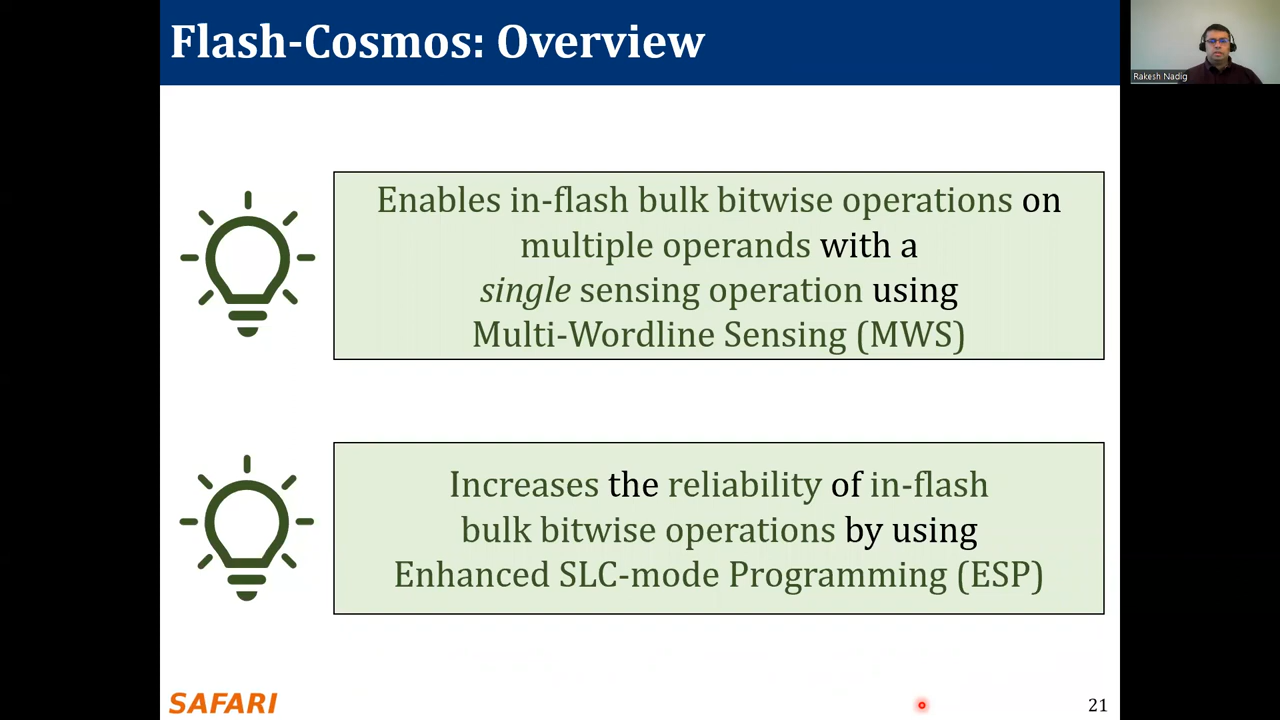 Flash-Cosmos: Overview
Rakesh Nadig
Enables in-flash bulk bitwise operations on
multiple operands with a
single sensing operation using
Multi-Wordline Sensing (MWS)
Increases the reliability of in-flash
bulk bitwise operations by using
Enhanced SLC-mode Programming (ESP)
SAFARI
21